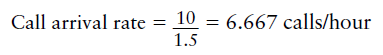 Call arrival rate = 10/1.5 = 6.667 calls/hour